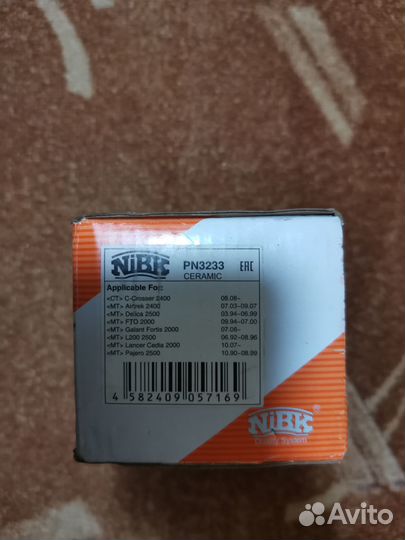 NiBK PN3233 EAC
CERAMIC
Applicable For:
<CT> C-Crosser 2400 08.08~
<MT> Airtrek 2400 07.03~09.07
<MT> Delica 2500 03.94~06.99
<MT> FTO 2000 09.94~07.00
<MT> Galant Fortis 2000 07.08~
<MT> L200 2500 06.92~08.96
<MT> Lancer Cedia 2000 10.07~
<MT> Pajero 2500 10.90~08.99
4 582409 057169
NiBK®
Quality System
Avito